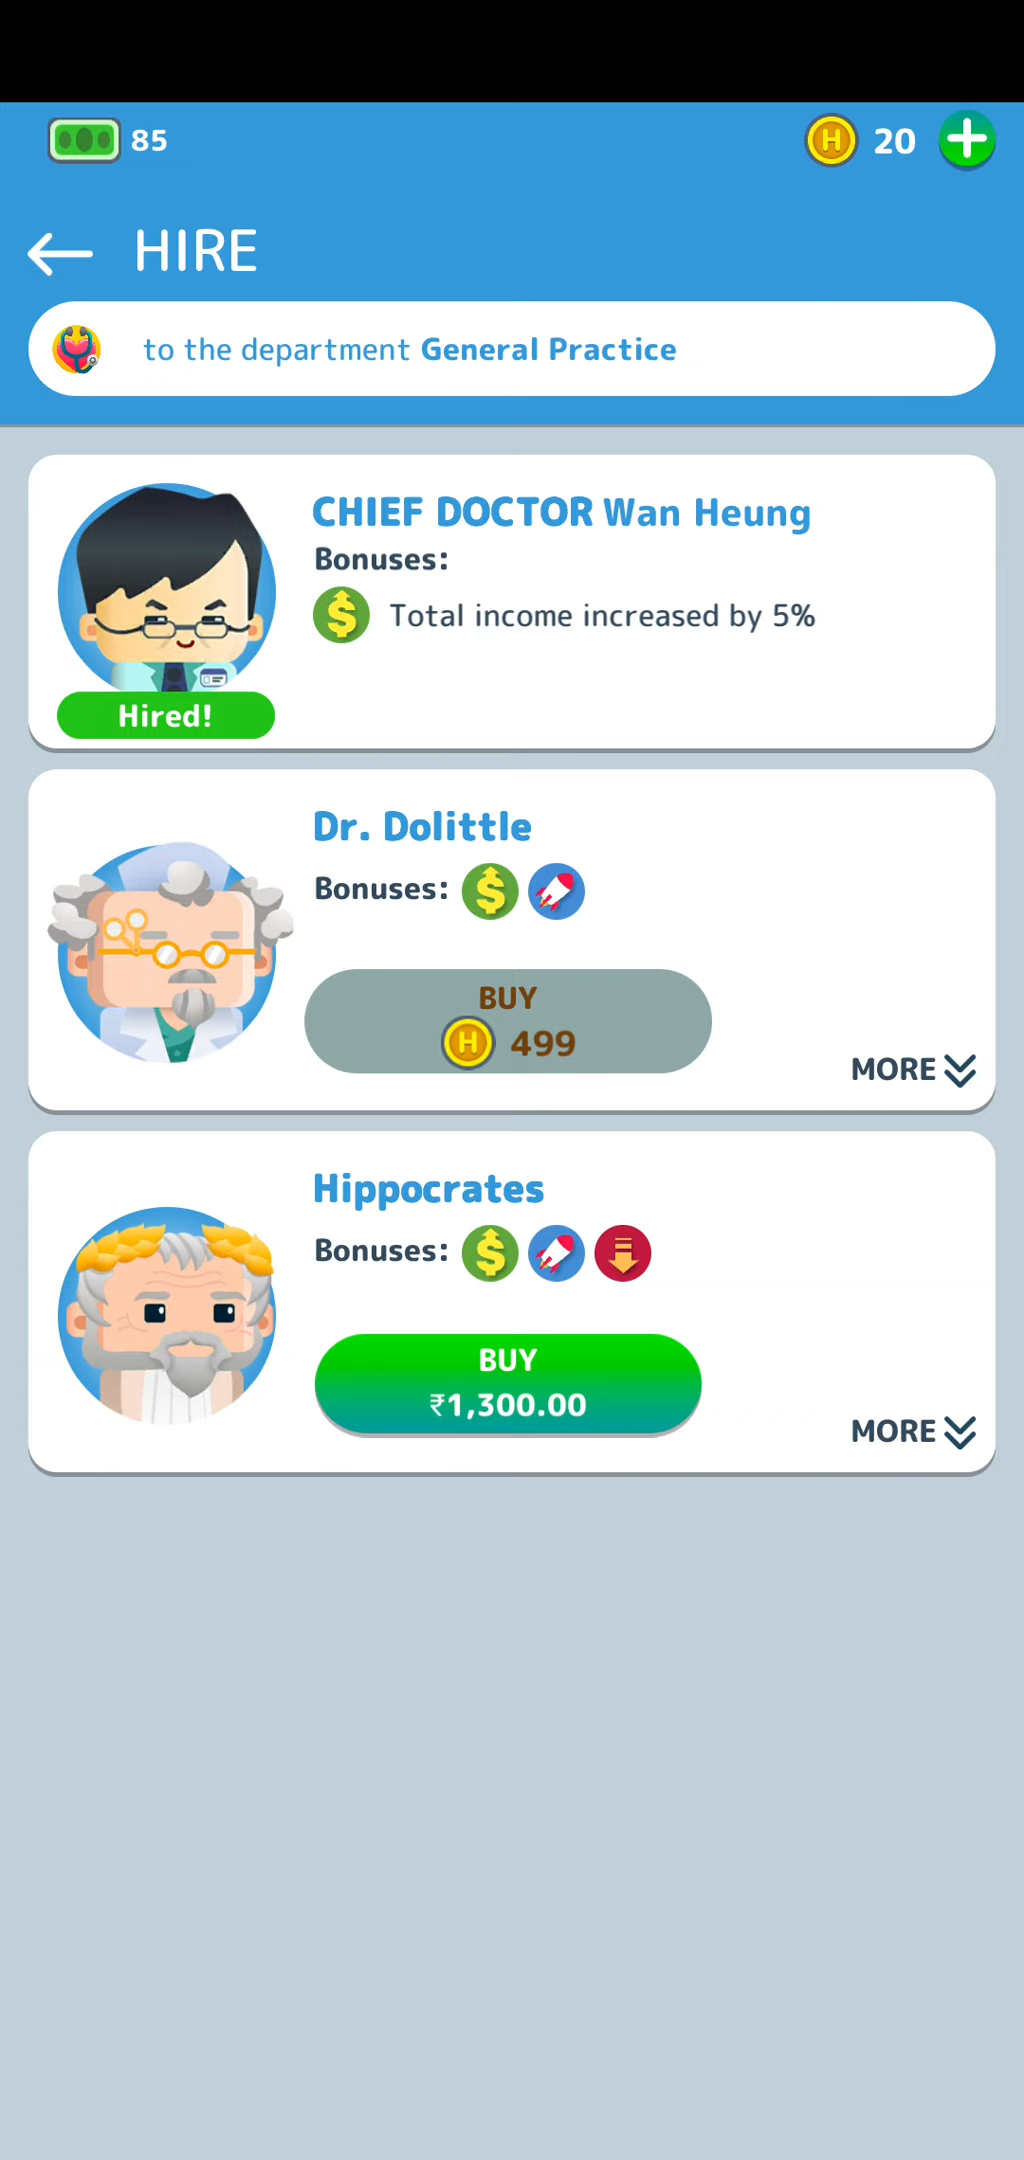 85
H 20
HIRE
to the department General Practice
CHIEF DOCTOR Wan Heung
Bonuses:
$ Total income increased by 5%
Hired!
Dr. Dolittle
Bonuses: $
BUY
H 499
MORE
Hippocrates
Bonuses: $
BUY
₹1,300.00
MORE